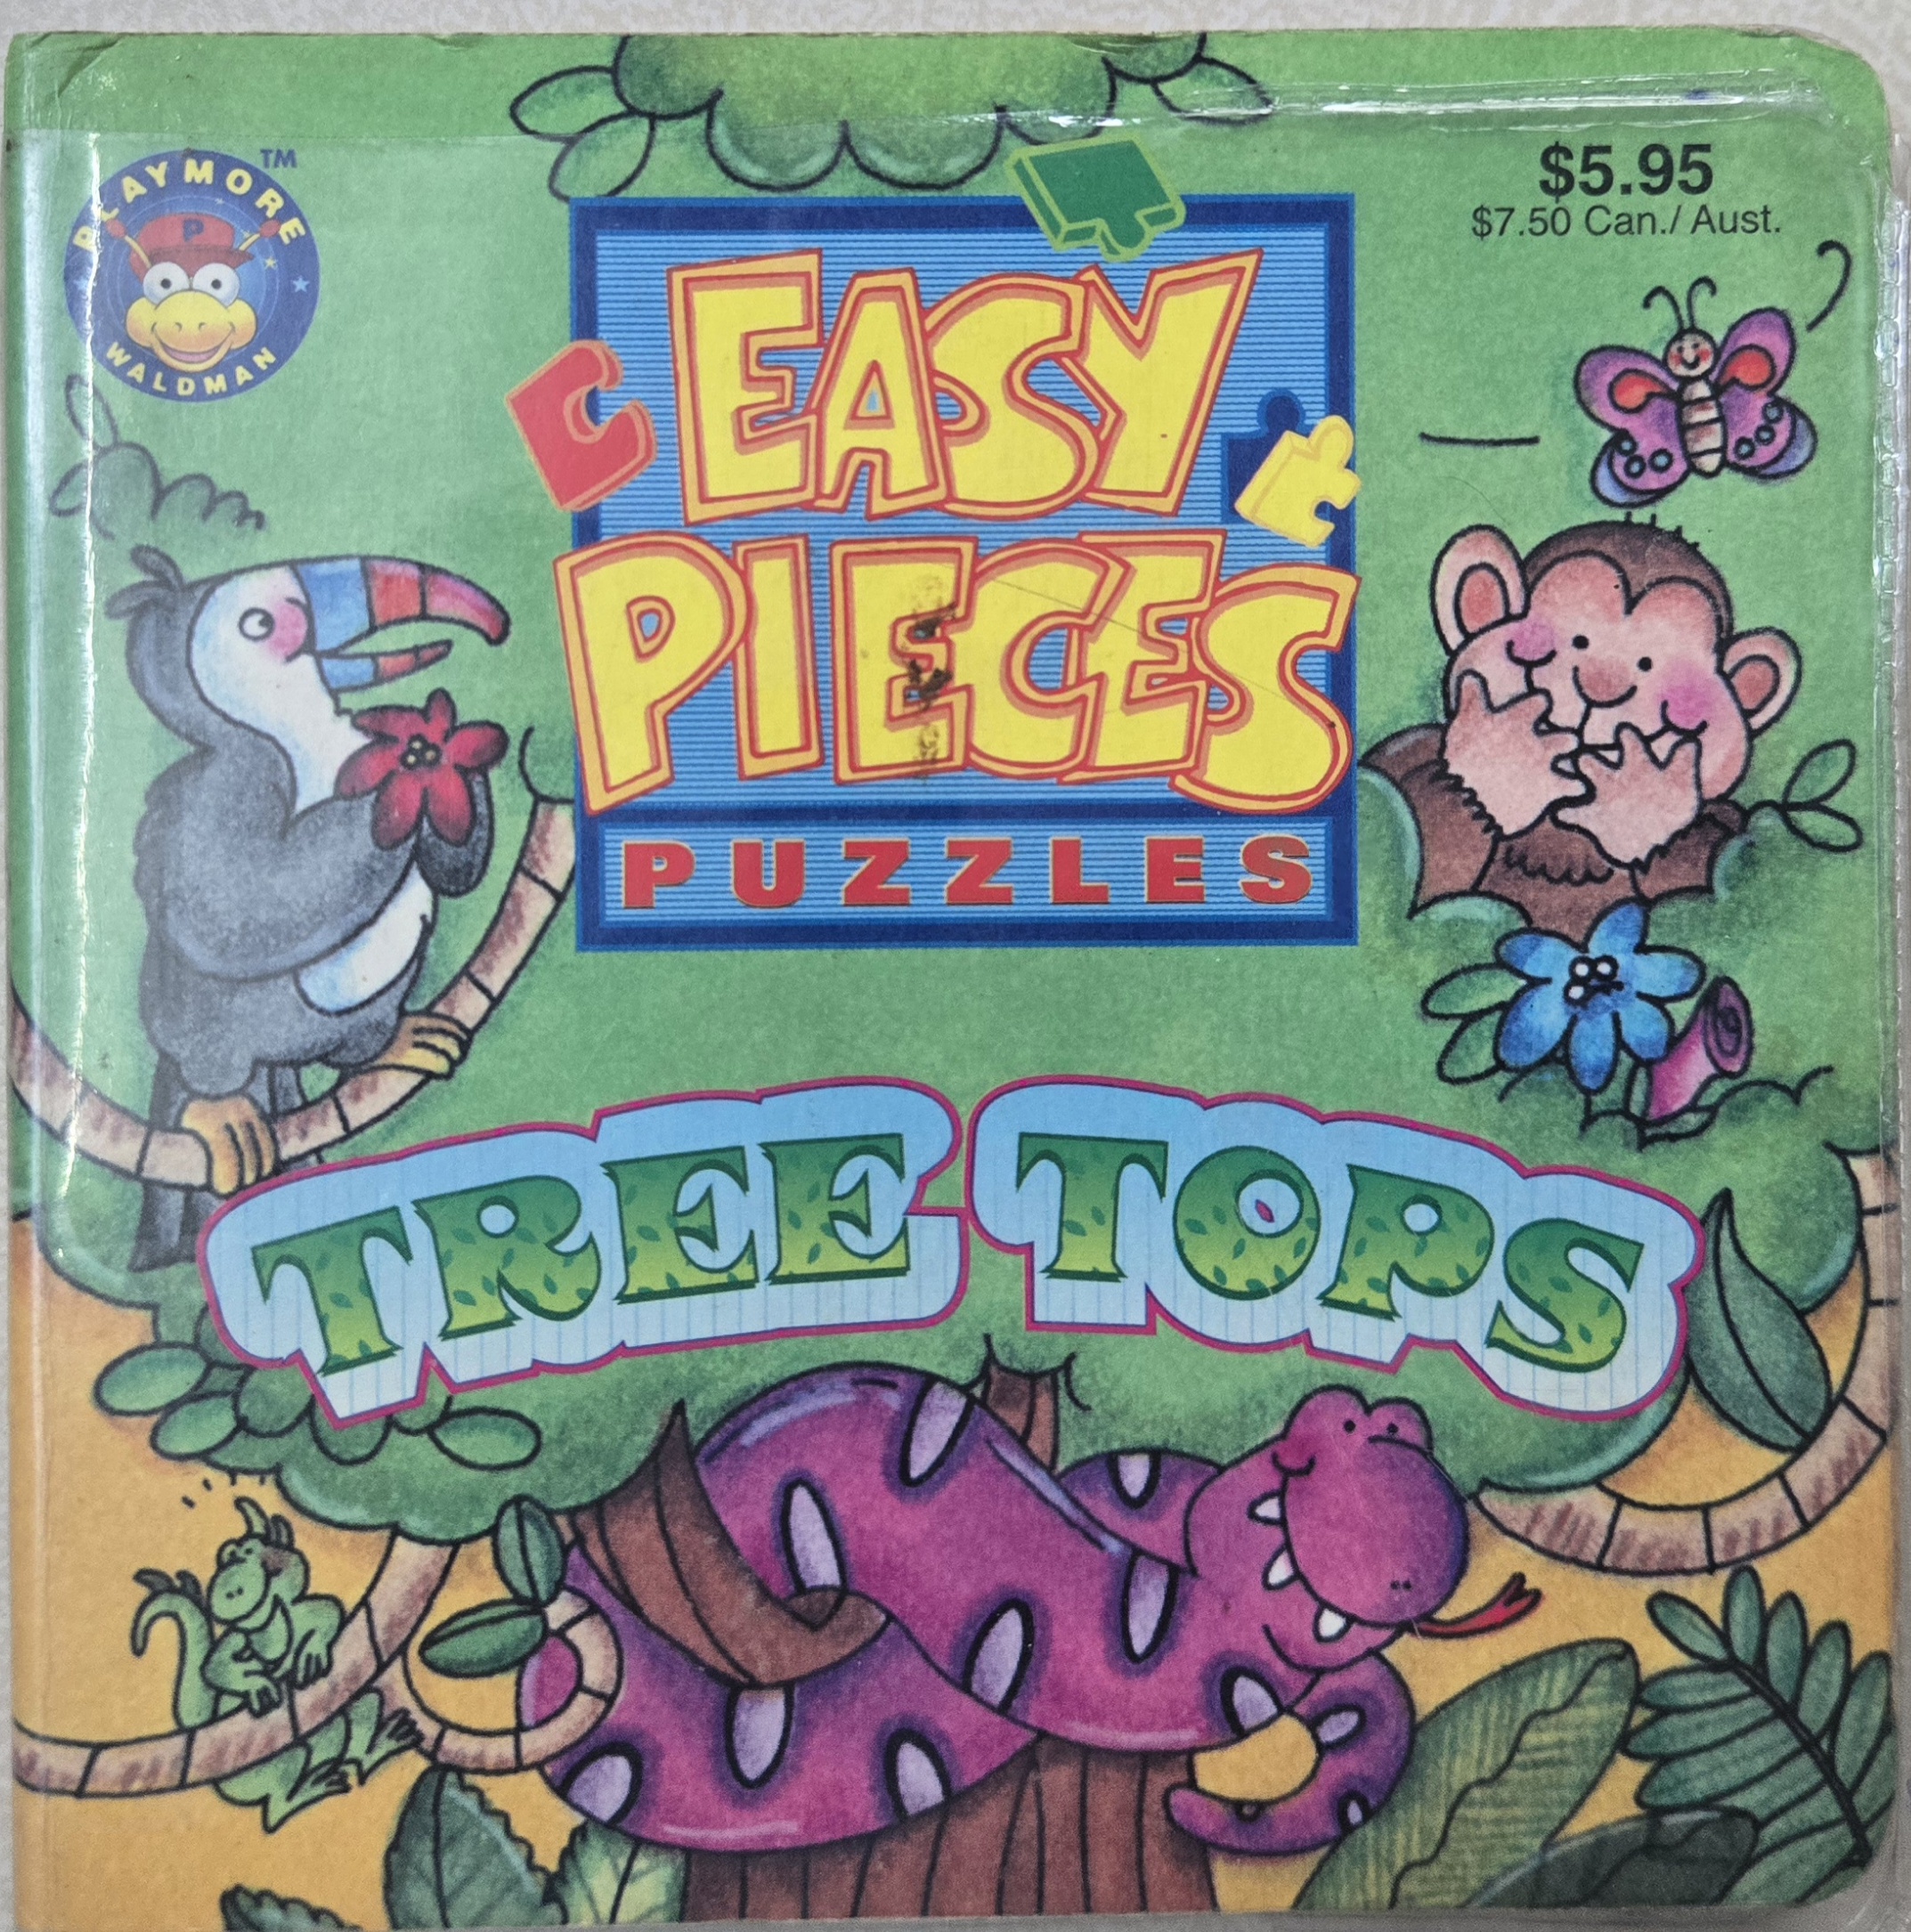 PLAYMORE
TM
P
WALDMAN
$5.95
$7.50 Can./ Aust.
EASY
PIECES
PUZZLES
TREE TOPS